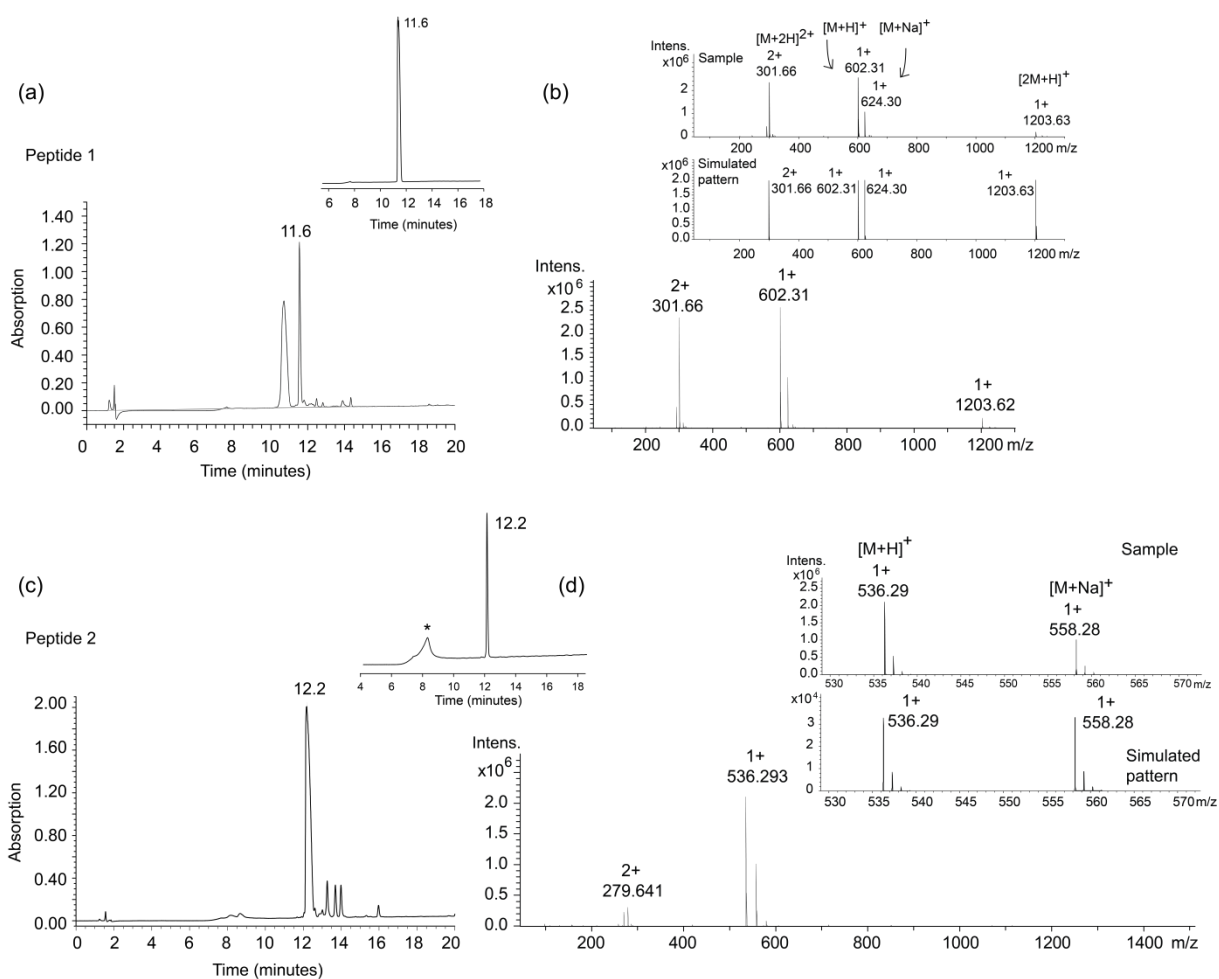 (a)
Peptide 1
11.6
6 8 10 12 14 16 18
Time (minutes)
11.6
Absorption
1.40
1.20
1.00
0.80
0.60
0.40
0.20
0.00
0 2 4 6 8 10 12 14 16 18 20
Time (minutes)
(b)
Intens.
x10⁶
Sample
[M+2H]²⁺
2+
301.66
[M+H]⁺
1+
602.31
[M+Na]⁺
1+
624.30
[2M+H]⁺
1+
1203.63
3
2
1
0
200 400 600 800 1000 1200 m/z
x10⁶
Simulated
pattern
2+
301.66
1+
602.31
1+
624.30
1+
1203.63
2.0
1.5
1.0
0.5
0.0
200 400 600 800 1000 1200 m/z
Intens.
x10⁶
2+
301.66
1+
602.31
1+
1203.62
2.5
2.0
1.5
1.0
0.5
0.0
200 400 600 800 1000 1200 m/z
(c)
Peptide 2
12.2
*
4 6 8 10 12 14 16 18
Time (minutes)
12.2
Absorption
2.00
1.60
1.20
0.80
0.40
0.00
0 2 4 6 8 10 12 14 16 18 20
Time (minutes)
(d)
Intens.
x10⁶
[M+H]⁺
1+
536.29
[M+Na]⁺
1+
558.28
Sample
2.5
2.0
1.5
1.0
0.5
0.0
530 535 540 545 550 555 560 565 570 m/z
x10⁴
1+
536.29
1+
558.28
Simulated
pattern
3
2
1
0
530 535 540 545 550 555 560 565 570 m/z
Intens.
x10⁶
1+
536.293
2+
279.641
2.0
1.5
1.0
0.5
0.0
200 400 600 800 1000 1200 1400 m/z